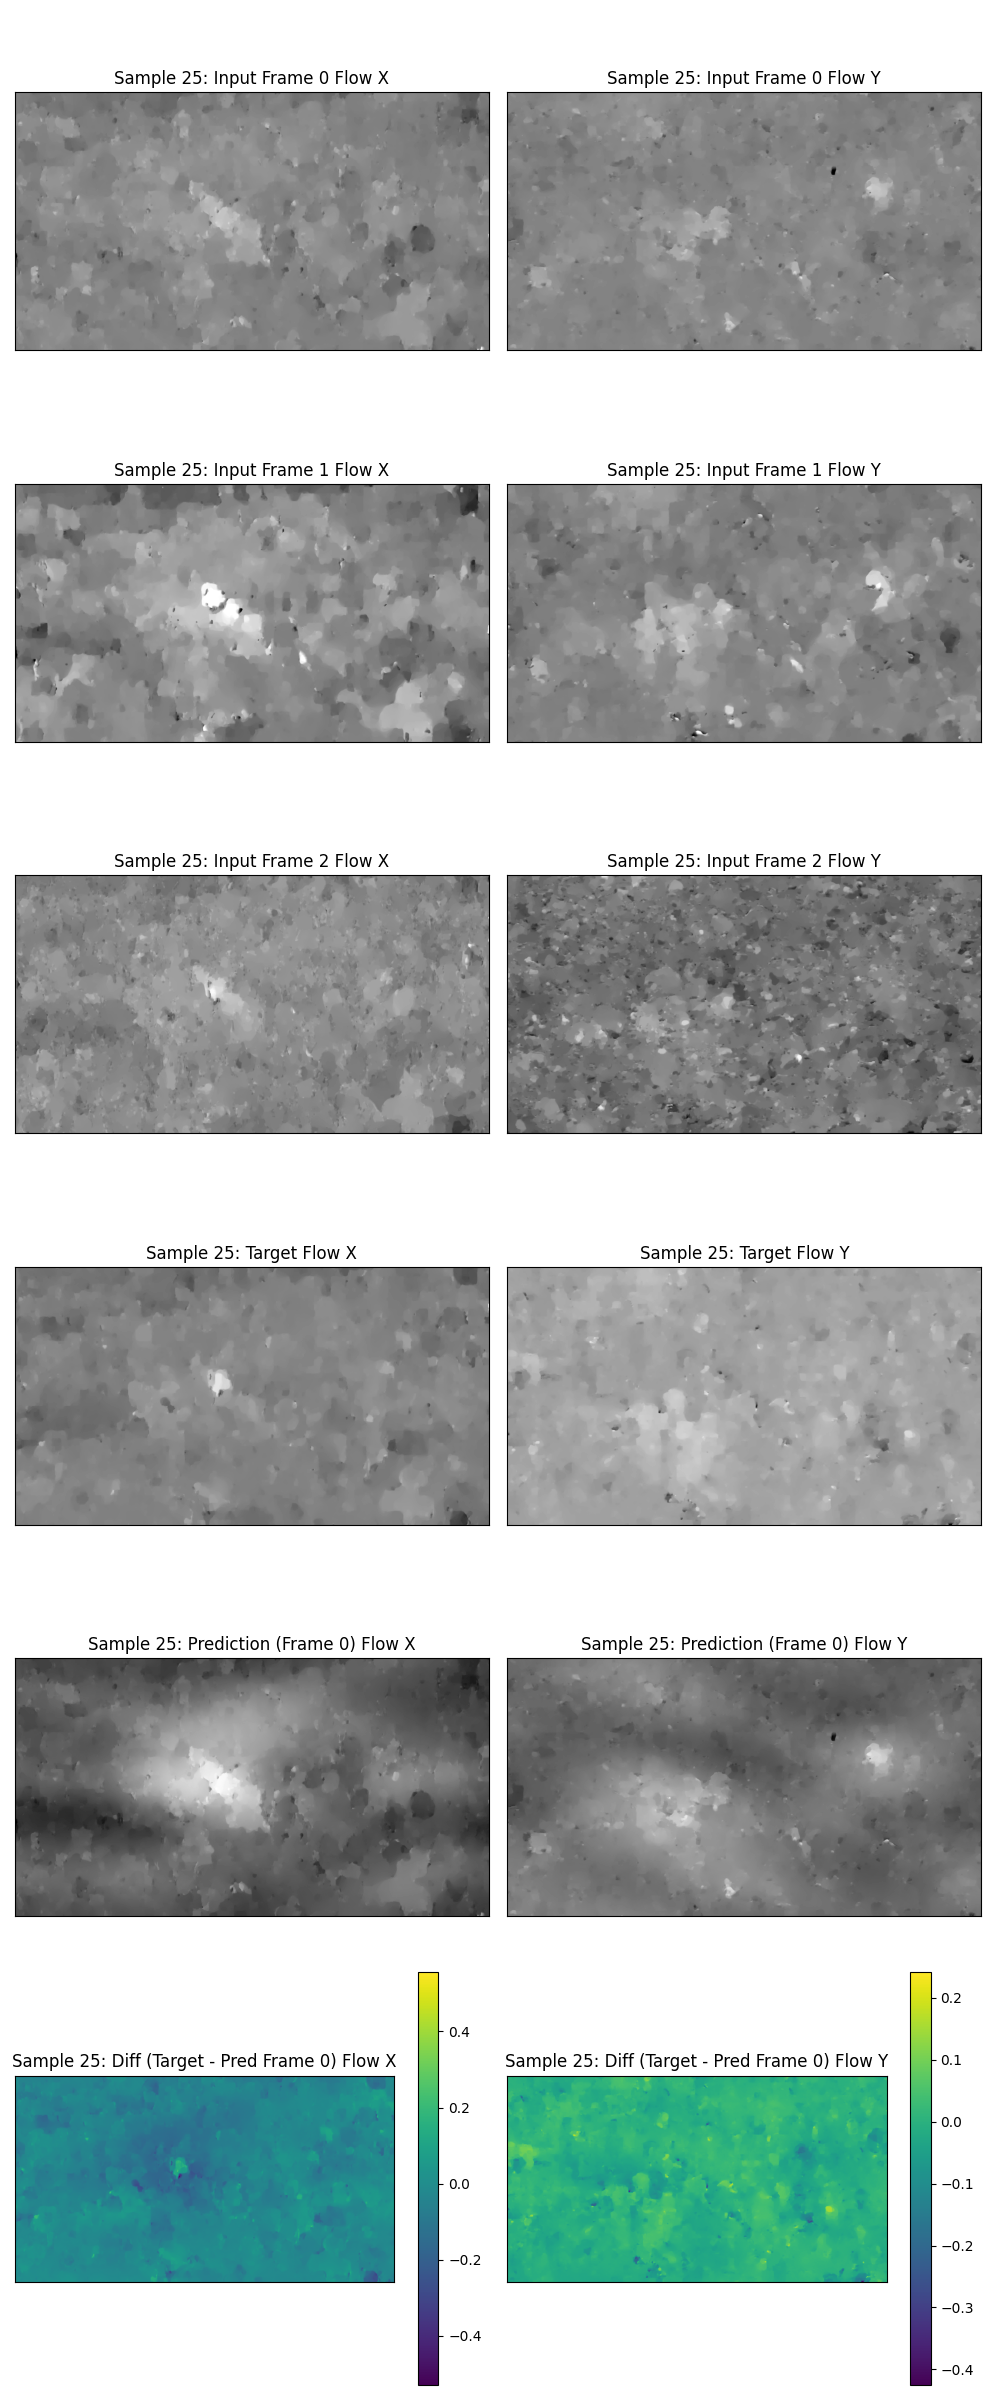 Sample 25: Input Frame 0 Flow X
Sample 25: Input Frame 0 Flow Y
Sample 25: Input Frame 1 Flow X
Sample 25: Input Frame 1 Flow Y
Sample 25: Input Frame 2 Flow X
Sample 25: Input Frame 2 Flow Y
Sample 25: Target Flow X
Sample 25: Target Flow Y
Sample 25: Prediction (Frame 0) Flow X
Sample 25: Prediction (Frame 0) Flow Y
Sample 25: Diff (Target - Pred Frame 0) Flow X
0.4
0.2
0.0
−0.2
−0.4
Sample 25: Diff (Target - Pred Frame 0) Flow Y
0.2
0.1
0.0
−0.1
−0.2
−0.3
−0.4